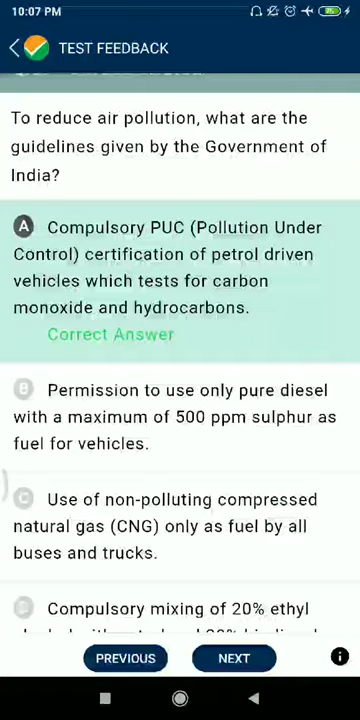 10:07 PM
TEST FEEDBACK
To reduce air pollution, what are the
guidelines given by the Government of
India?
A Compulsory PUC (Pollution Under
Control) certification of petrol driven
vehicles which tests for carbon
monoxide and hydrocarbons.
Correct Answer
B Permission to use only pure diesel
with a maximum of 500 ppm sulphur as
fuel for vehicles.
C Use of non-polluting compressed
natural gas (CNG) only as fuel by all
buses and trucks.
Compulsory mixing of 20% ethyl
PREVIOUS NEXT